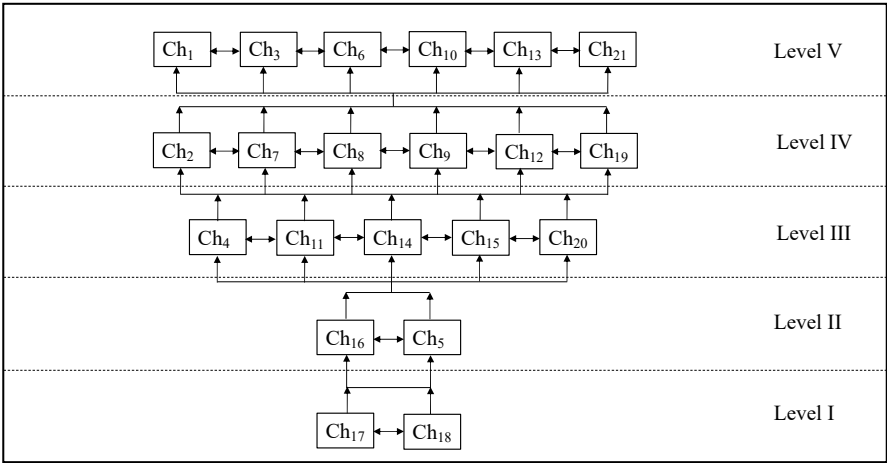 Ch₁ Ch₃ Ch₆ Ch₁₀ Ch₁₃ Ch₂₁ Level V
Ch₂ Ch₇ Ch₈ Ch₉ Ch₁₂ Ch₁₉ Level IV
Ch₄ Ch₁₁ Ch₁₄ Ch₁₅ Ch₂₀ Level III
Ch₁₆ Ch₅ Level II
Ch₁₇ Ch₁₈ Level I